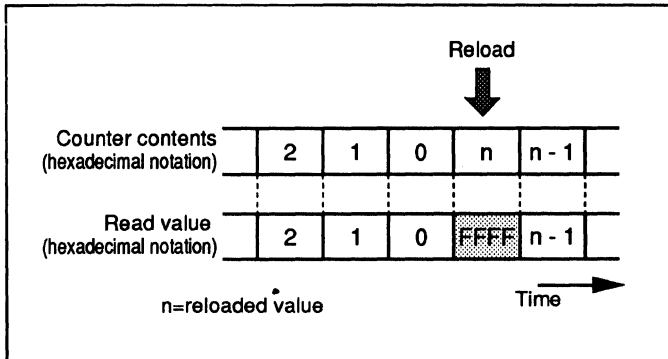 Reload
Counter contents
(hexadecimal notation)
2 1 0 n n - 1
Read value
(hexadecimal notation)
2 1 0 FFFF n - 1
n=reloaded value
Time